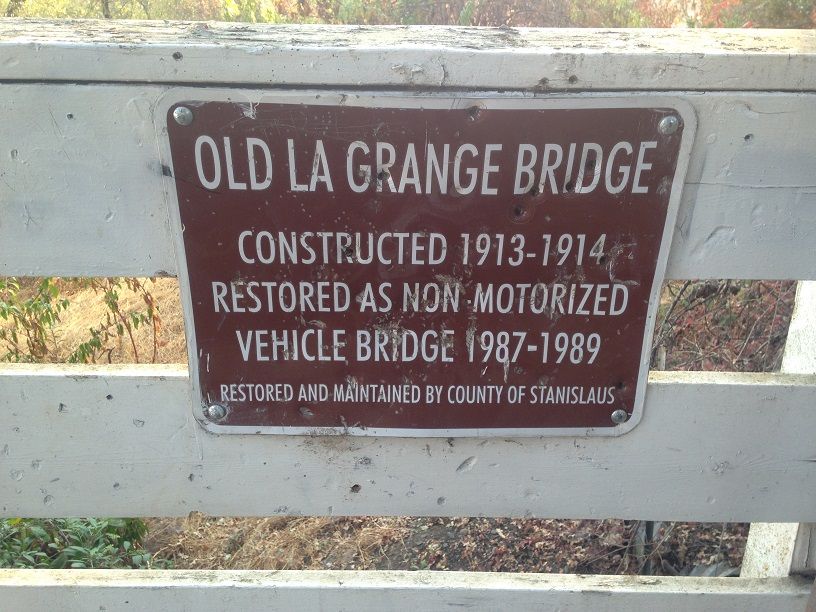 OLD LA GRANGE BRIDGE
CONSTRUCTED 1913-1914
RESTORED AS NON-MOTORIZED
VEHICLE BRIDGE 1987-1989
RESTORED AND MAINTAINED BY COUNTY OF STANISLAUS